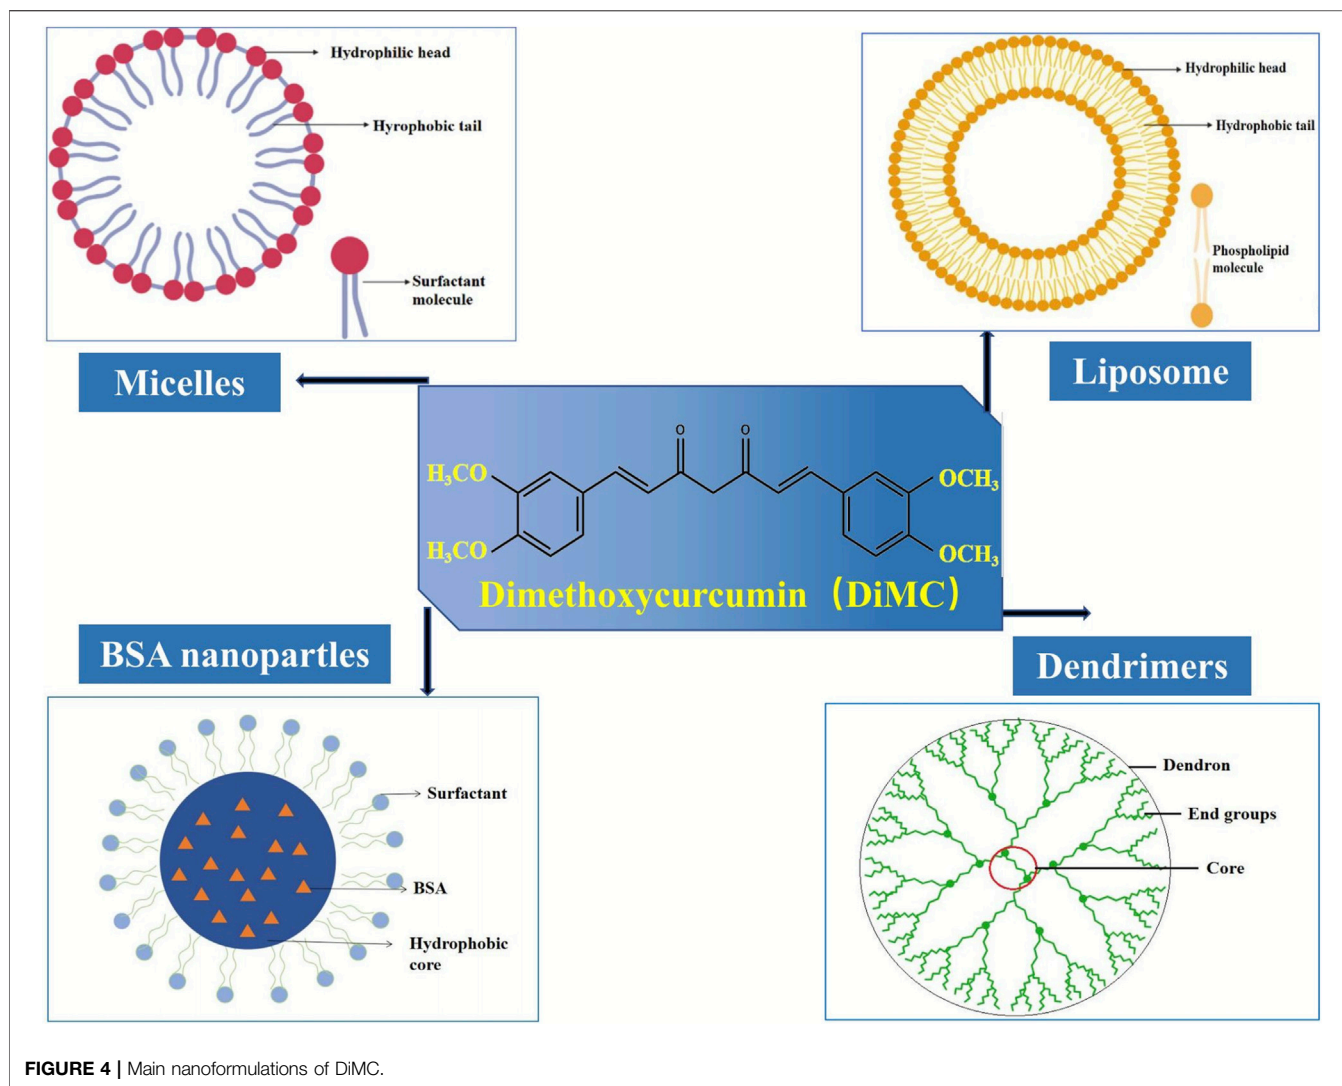 Hydrophilic head
Hyrophobic tail
Surfactant
molecule
Hydrophilic head
Hydrophobic tail
Phospholipid
molecule
Micelles
Liposome
O
O
H₃CO
OCH₃
H₃CO
OCH₃
Dimethoxycurcumin (DiMC)
BSA nanopartles
Dendrimers
Surfactant
BSA
Hydrophobic
core
Dendron
End groups
Core
FIGURE 4 | Main nanoformulations of DiMC.